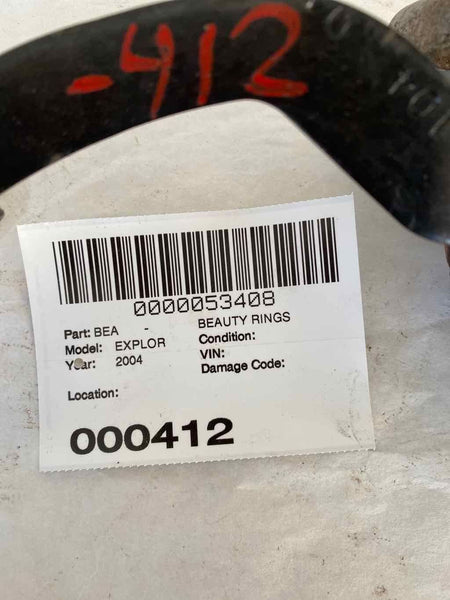 -412
0000053408
Part: BEA - BEAUTY RINGS
Model: EXPLOR Condition:
Year: 2004 VIN:
Damage Code:
Location:
000412